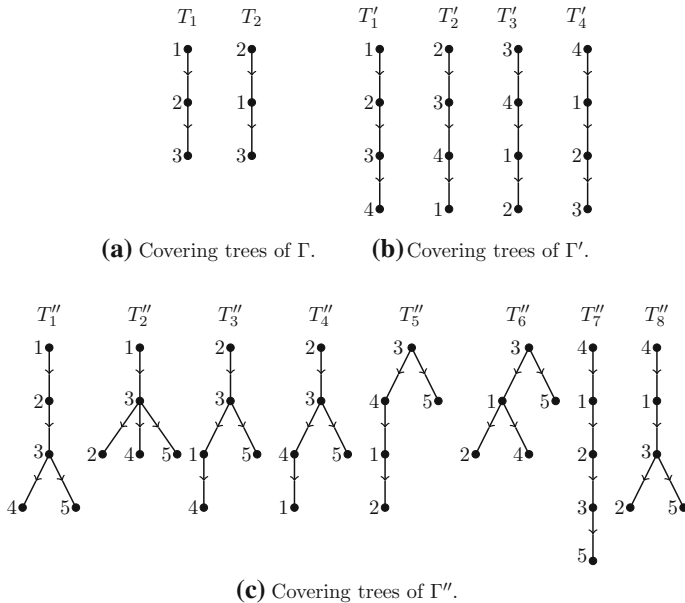 T₁ T₂ T′₁ T′₂ T′₃ T′₄
1 2 1 2 3 4
2 1 2 3 4 1
3 3 3 4 1 2
4 1 2 3
(a) Covering trees of Γ. (b) Covering trees of Γ′.
T″₁ T″₂ T″₃ T″₄ T″₅ T″₆ T″₇ T″₈
1 1 2 2 3 3 4 4
2 3 3 3 4 5 1 5 1 1
3 2 4 5 1 5 4 5 1 2 4 2 3
4 5 4 1 2 3 2 5
5
(c) Covering trees of Γ″.